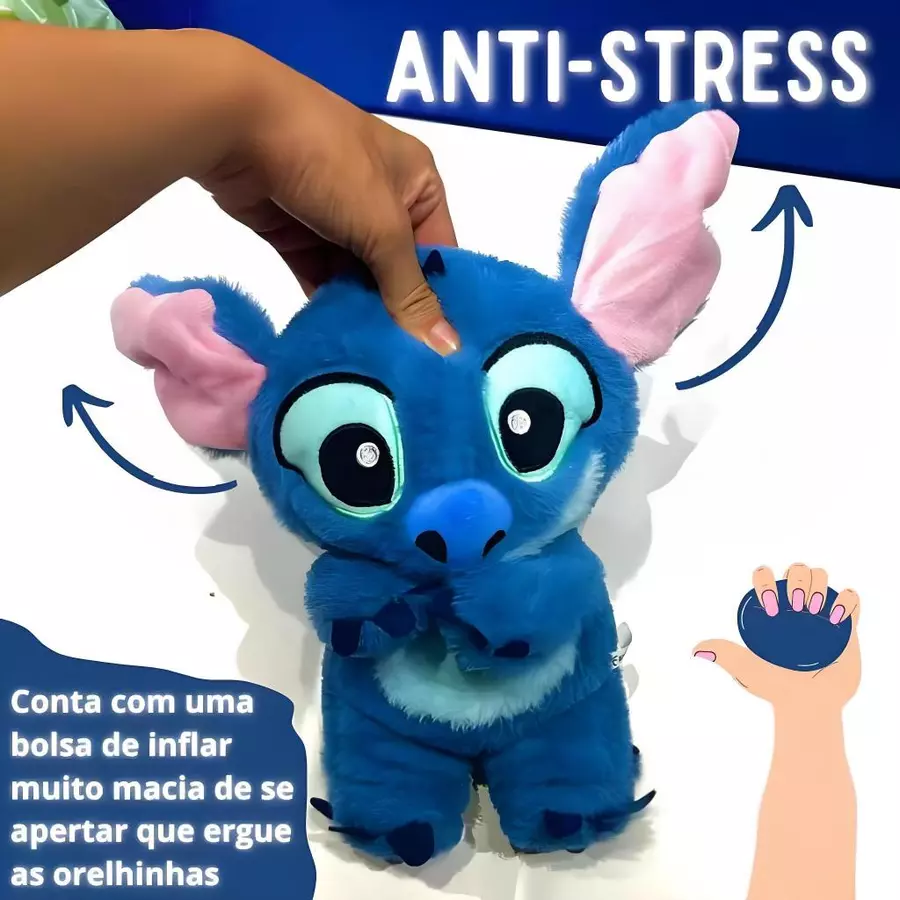 ANTI-STRESS
Conta com uma
bolsa de inflar
muito macia de se
apertar que ergue
as orelhinhas